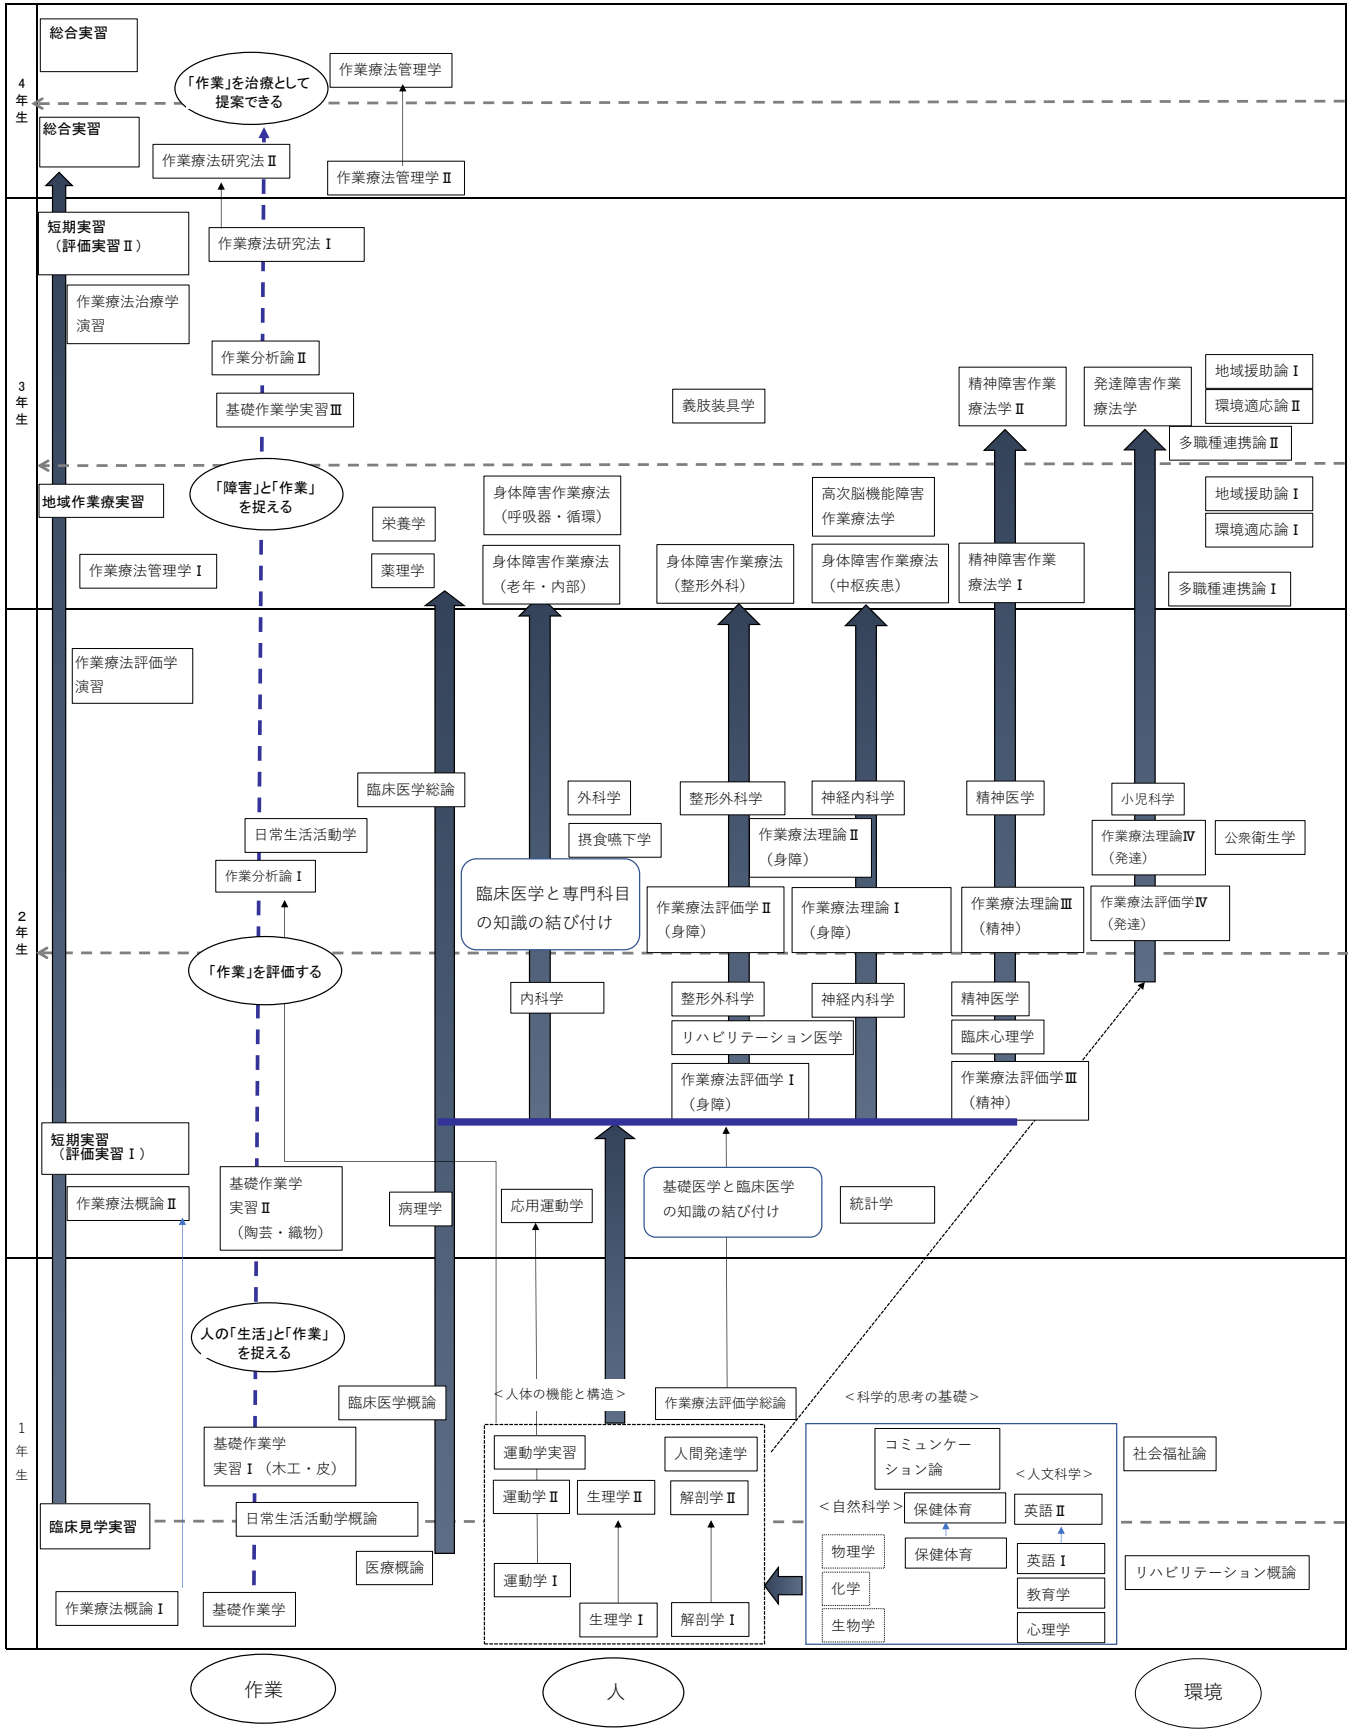 4
年
生
総合実習
「作業」を治療として
提案できる
作業療法管理学
総合実習
作業療法研究法Ⅱ
作業療法管理学Ⅱ
3
年
生
短期実習
（評価実習Ⅱ）
作業療法研究法Ⅰ
作業療法治療学
演習
作業分析論Ⅱ
基礎作業学実習Ⅲ
義肢装具学
精神障害作業
療法学Ⅱ
発達障害作業
療法学
地域援助論Ⅰ
環境適応論Ⅱ
多職種連携論Ⅱ
地域作業療実習
「障害」と「作業」
を捉える
栄養学
薬理学
身体障害作業療法
（呼吸器・循環）
高次脳機能障害
作業療法学
地域援助論Ⅰ
環境適応論Ⅰ
作業療法管理学Ⅰ
身体障害作業療法
（老年・内部）
身体障害作業療法
（整形外科）
身体障害作業療法
（中枢疾患）
精神障害作業
療法学Ⅰ
多職種連携論Ⅰ
2
年
生
作業療法評価学
演習
臨床医学総論
外科学
整形外科学
神経内科学
精神医学
小児科学
日常生活活動学
摂食嚥下学
作業療法理論Ⅱ
（身障）
作業療法理論Ⅳ
（発達）
公衆衛生学
作業分析論Ⅰ
臨床医学と専門科目
の知識の結び付け
作業療法評価学Ⅱ
（身障）
作業療法理論Ⅰ
（身障）
作業療法理論Ⅲ
（精神）
作業療法評価学Ⅳ
（発達）
「作業」を評価する
内科学
整形外科学
神経内科学
精神医学
リハビリテーション医学
臨床心理学
作業療法評価学Ⅰ
（身障）
作業療法評価学Ⅲ
（精神）
短期実習
（評価実習Ⅰ）
作業療法概論Ⅱ
基礎作業学
実習Ⅱ
（陶芸・織物）
病理学
応用運動学
基礎医学と臨床医学
の知識の結び付け
統計学
1
年
生
人の「生活」と「作業」
を捉える
臨床医学概論
＜人体の機能と構造＞
作業療法評価学総論
＜科学的思考の基礎＞
基礎作業学
実習Ⅰ（木工・皮）
運動学実習
人間発達学
コミュンケー
ション論
社会福祉論
＜人文科学＞
運動学Ⅱ
生理学Ⅱ
解剖学Ⅱ
＜自然科学＞
保健体育
英語Ⅱ
臨床見学実習
日常生活活動学概論
医療概論
物理学
保健体育
英語Ⅰ
リハビリテーション概論
運動学Ⅰ
化学
教育学
作業療法概論Ⅰ
基礎作業学
生理学Ⅰ
解剖学Ⅰ
生物学
心理学
作業
人
環境